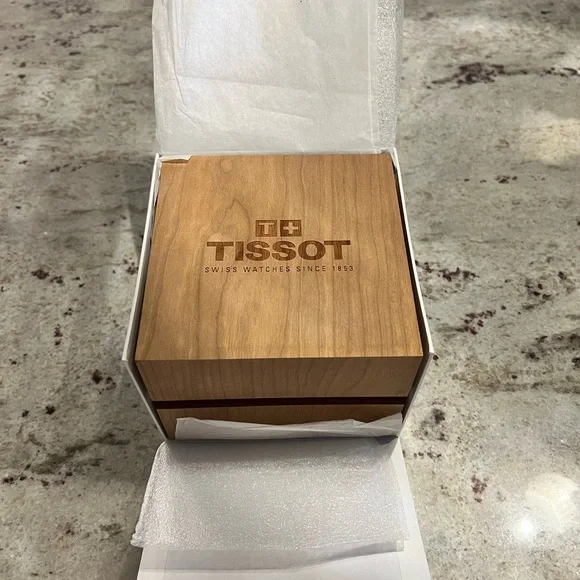 T+
TISSOT
SWISS WATCHES SINCE 1853